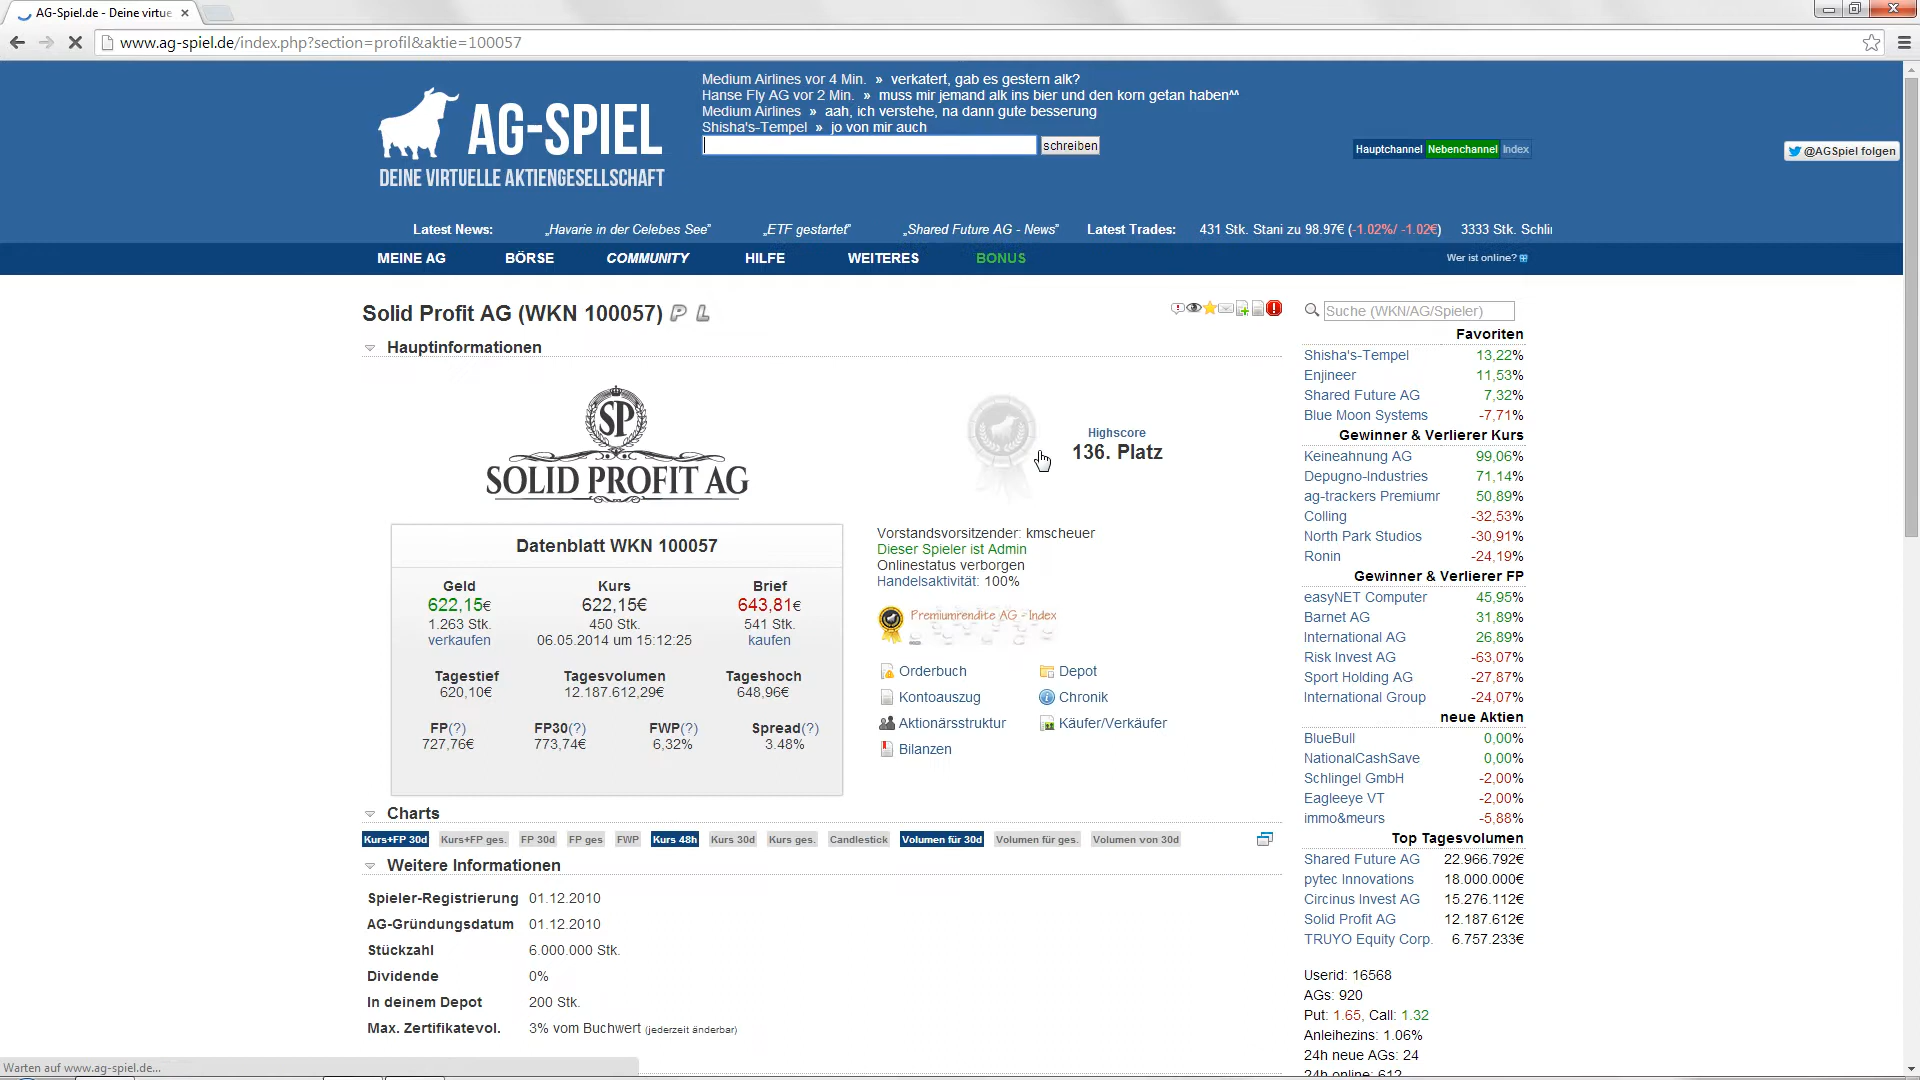 AG-Spiel.de - Deine virtue
www.ag-spiel.de/index.php?section=profil&aktie=100057
AG-SPIEL
DEINE VIRTUELLE AKTIENGESELLSCHAFT
Medium Airlines vor 4 Min. » verkatert, gab es gestern alk?
Hanse Fly AG vor 2 Min. » muss mir jemand alk ins bier und den korn getan haben^^
Medium Airlines » aah, ich verstehe, na dann gute besserung
Shisha's-Tempel » jo von mir auch
schreiben
Hauptchannel Nebenchannel Index
@AGSpiel folgen
Latest News: „Havarie in der Celebes See" „ETF gestartet" „Shared Future AG - News" Latest Trades: 431 Stk. Stani zu 98.97€ (-1.02%/ -1.02€) 3333 Stk. Schli
MEINE AG BÖRSE COMMUNITY HILFE WEITERES BONUS Wer ist online?
Solid Profit AG (WKN 100057) P L
Hauptinformationen
SP
SOLID PROFIT AG
Highscore
136. Platz
Datenblatt WKN 100057
Geld Kurs Brief
622,15€ 622,15€ 643,81€
1.263 Stk. 450 Stk. 541 Stk.
verkaufen 06.05.2014 um 15:12:25 kaufen
Tagestief Tagesvolumen Tageshoch
620,10€ 12.187.612,29€ 648,96€
FP(?) FP30(?) FWP(?) Spread(?)
727,76€ 773,74€ 6,32% 3.48%
Vorstandsvorsitzender: kmscheuer
Dieser Spieler ist Admin
Onlinestatus verborgen
Handelsaktivität: 100%
Premiumrendite AG - Index
Orderbuch Depot
Kontoauszug Chronik
Aktionärsstruktur Käufer/Verkäufer
Bilanzen
Charts
Kurs+FP 30d Kurs+FP ges. FP 30d FP ges FWP Kurs 48h Kurs 30d Kurs ges. Candlestick Volumen für 30d Volumen für ges. Volumen von 30d
Weitere Informationen
Spieler-Registrierung 01.12.2010
AG-Gründungsdatum 01.12.2010
Stückzahl 6.000.000 Stk.
Dividende 0%
In deinem Depot 200 Stk.
Max. Zertifikatevol. 3% vom Buchwert (jederzeit änderbar)
Suche (WKN/AG/Spieler)
Favoriten
Shisha's-Tempel 13,22%
Enjineer 11,53%
Shared Future AG 7,32%
Blue Moon Systems -7,71%
Gewinner & Verlierer Kurs
Keineahnung AG 99,06%
Depugno-Industries 71,14%
ag-trackers Premiumr 50,89%
Colling -32,53%
North Park Studios -30,91%
Ronin -24,19%
Gewinner & Verlierer FP
easyNET Computer 45,95%
Barnet AG 31,89%
International AG 26,89%
Risk Invest AG -63,07%
Sport Holding AG -27,87%
International Group -24,07%
neue Aktien
BlueBull 0,00%
NationalCashSave 0,00%
Schlingel GmbH -2,00%
Eagleeye VT -2,00%
immo&meurs -5,88%
Top Tagesvolumen
Shared Future AG 22.966.792€
pytec Innovations 18.000.000€
Circinus Invest AG 15.276.112€
Solid Profit AG 12.187.612€
TRUYO Equity Corp. 6.757.233€
Userid: 16568
AGs: 920
Put: 1.65, Call: 1.32
Anleihezins: 1.06%
24h neue AGs: 24
24h online: 612
Warten auf www.ag-spiel.de...